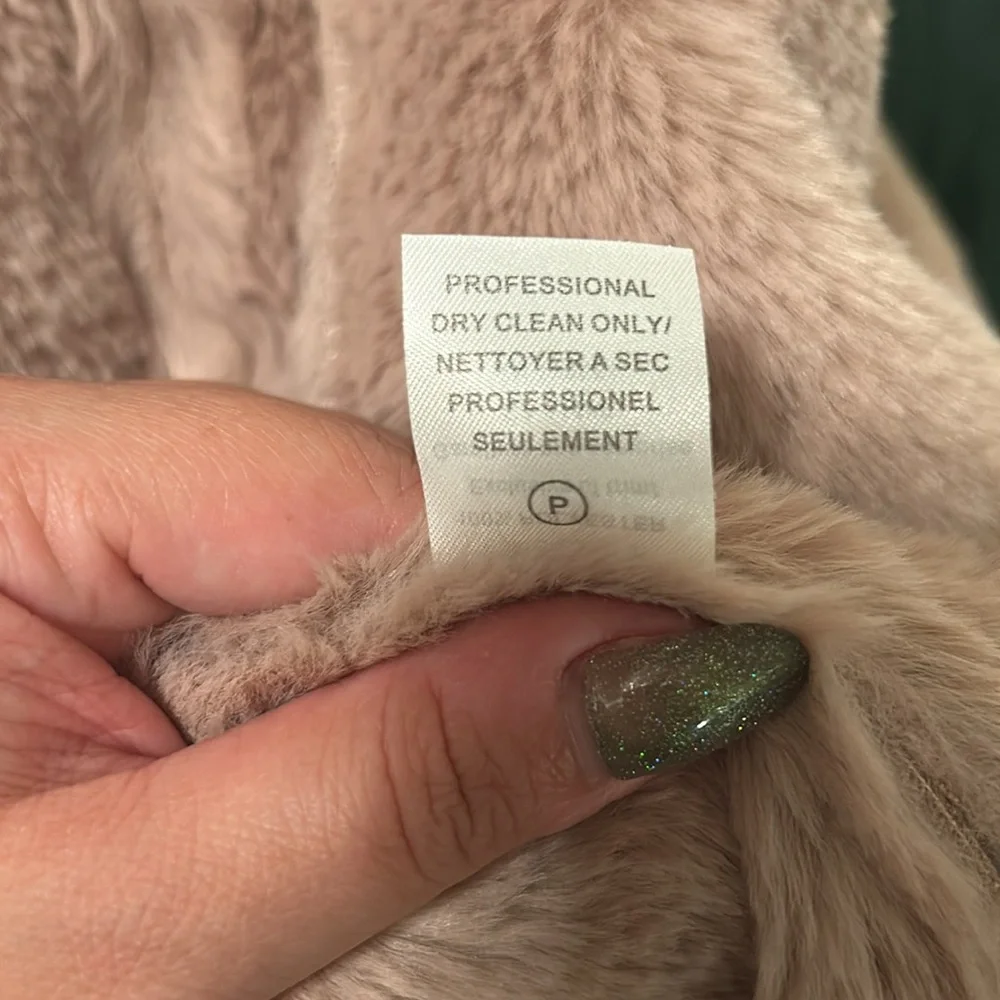 PROFESSIONAL
DRY CLEAN ONLY/
NETTOYER A SEC
PROFESSIONEL
SEULEMENT
P